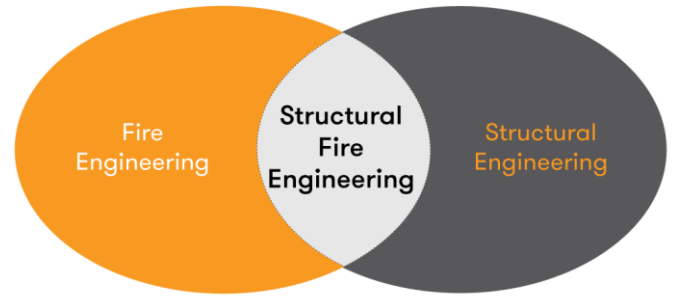 Fire
Engineering
Structural
Fire
Engineering
Structural
Engineering